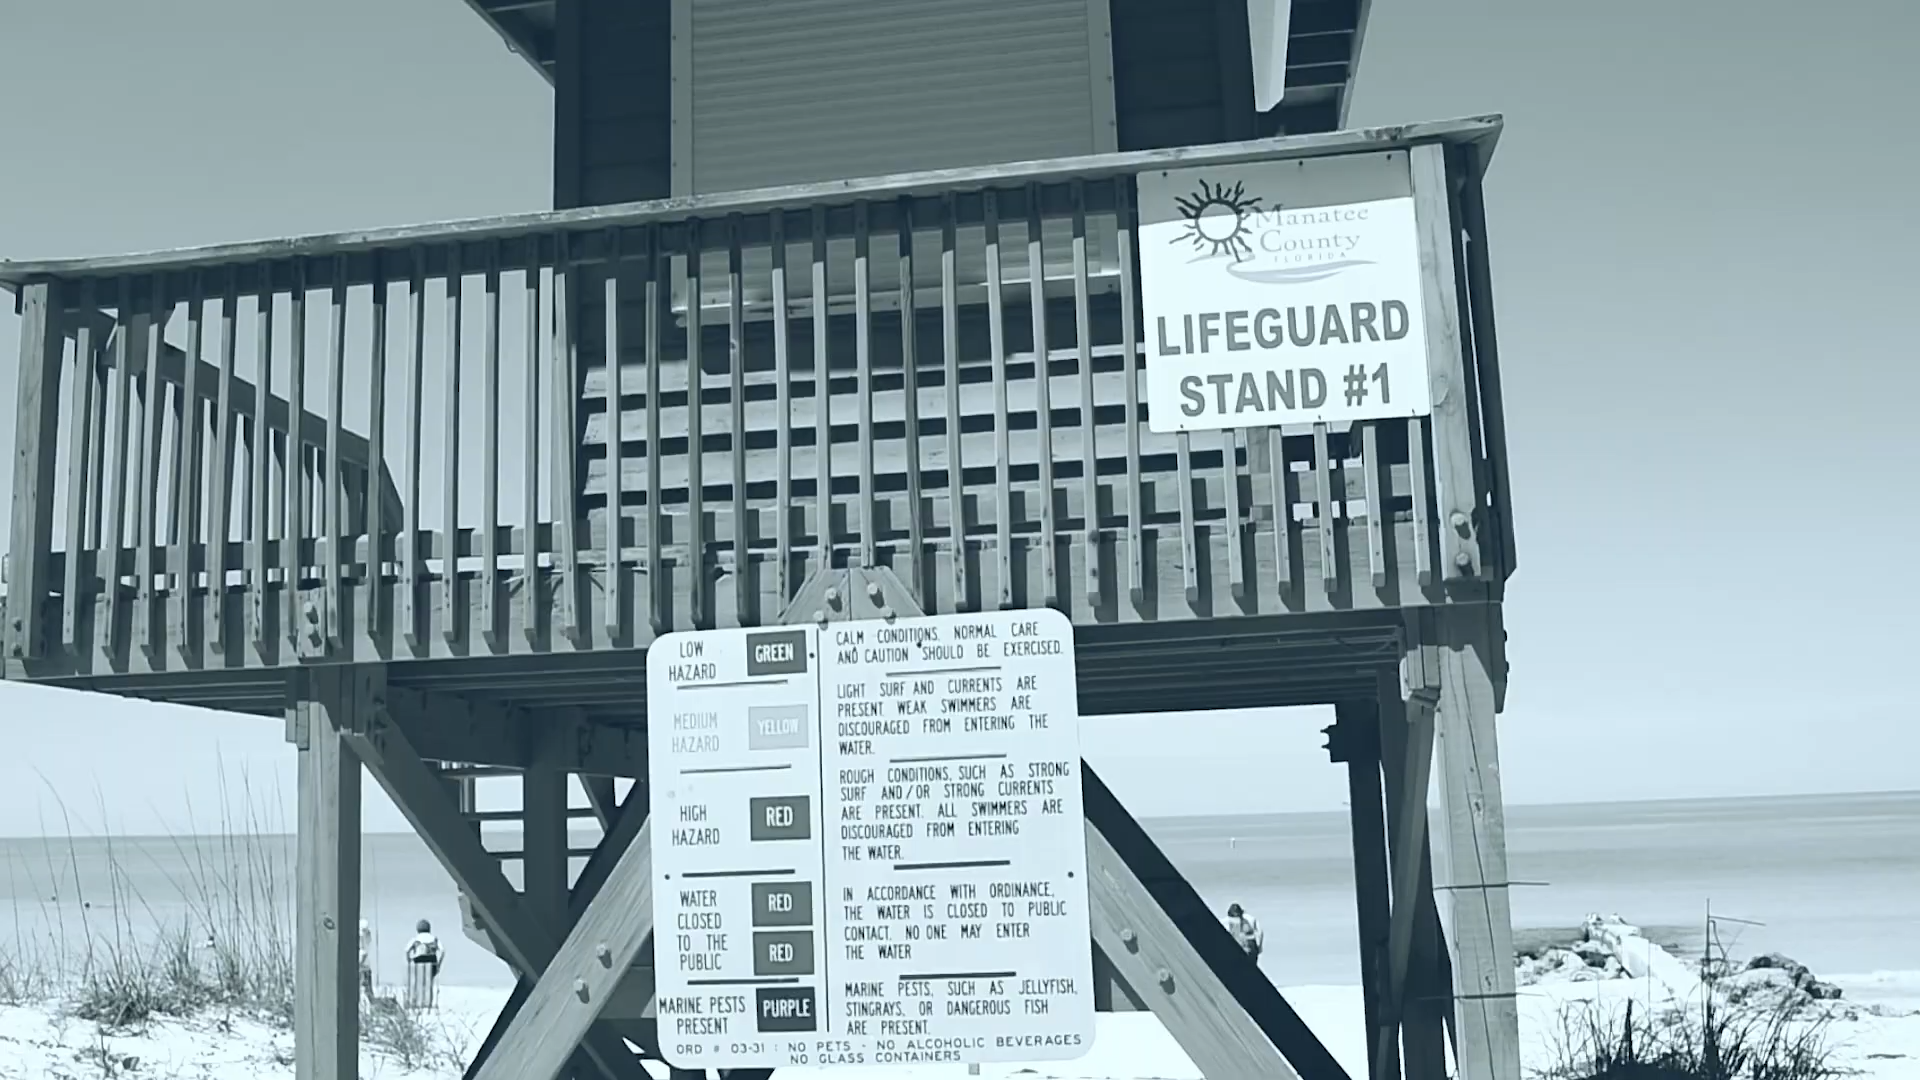 Manatee
County
FLORIDA
LIFEGUARD
STAND #1
LOW
HAZARD
GREEN
CALM CONDITIONS. NORMAL CARE
AND CAUTION SHOULD BE EXERCISED.
MEDIUM
HAZARD
YELLOW
LIGHT SURF AND CURRENTS ARE
PRESENT. WEAK SWIMMERS ARE
DISCOURAGED FROM ENTERING THE
WATER.
HIGH
HAZARD
RED
ROUGH CONDITIONS, SUCH AS STRONG
SURF AND/OR STRONG CURRENTS
ARE PRESENT. ALL SWIMMERS ARE
DISCOURAGED FROM ENTERING
THE WATER.
WATER
CLOSED
TO THE
PUBLIC
RED
RED
IN ACCORDANCE WITH ORDINANCE,
THE WATER IS CLOSED TO PUBLIC
CONTACT. NO ONE MAY ENTER
THE WATER
MARINE PESTS
PRESENT
PURPLE
MARINE PESTS, SUCH AS JELLYFISH,
STINGRAYS, OR DANGEROUS FISH
ARE PRESENT.
ORD # 03-31 : NO PETS - NO ALCOHOLIC BEVERAGES
NO GLASS CONTAINERS